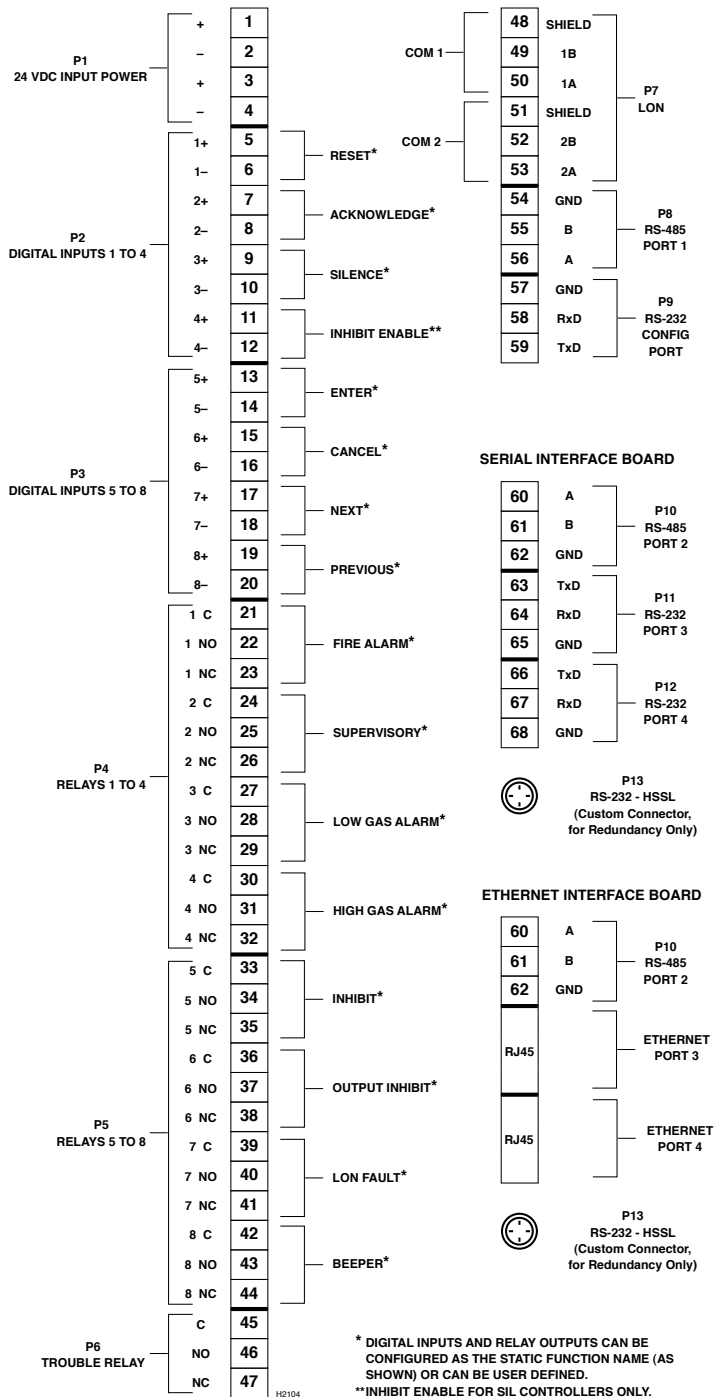 P1
24 VDC INPUT POWER
+ 1
– 2
+ 3
– 4
P2
DIGITAL INPUTS 1 TO 4
1+ 5
1– 6
RESET*
2+ 7
2– 8
ACKNOWLEDGE*
3+ 9
3– 10
SILENCE*
4+ 11
4– 12
INHIBIT ENABLE**
P3
DIGITAL INPUTS 5 TO 8
5+ 13
5– 14
ENTER*
6+ 15
6– 16
CANCEL*
7+ 17
7– 18
NEXT*
8+ 19
8– 20
PREVIOUS*
P4
RELAYS 1 TO 4
1 C 21
1 NO 22
1 NC 23
FIRE ALARM*
2 C 24
2 NO 25
2 NC 26
SUPERVISORY*
3 C 27
3 NO 28
3 NC 29
LOW GAS ALARM*
4 C 30
4 NO 31
4 NC 32
HIGH GAS ALARM*
P5
RELAYS 5 TO 8
5 C 33
5 NO 34
5 NC 35
INHIBIT*
6 C 36
6 NO 37
6 NC 38
OUTPUT INHIBIT*
7 C 39
7 NO 40
7 NC 41
LON FAULT*
8 C 42
8 NO 43
8 NC 44
BEEPER*
P6
TROUBLE RELAY
C 45
NO 46
NC 47
H2104
COM 1
48 SHIELD
49 1B
50 1A
COM 2
51 SHIELD
52 2B
53 2A
P7
LON
54 GND
55 B
56 A
P8
RS-485
PORT 1
57 GND
58 RxD
59 TxD
P9
RS-232
CONFIG
PORT
SERIAL INTERFACE BOARD
60 A
61 B
62 GND
P10
RS-485
PORT 2
63 TxD
64 RxD
65 GND
P11
RS-232
PORT 3
66 TxD
67 RxD
68 GND
P12
RS-232
PORT 4
P13
RS-232 - HSSL
(Custom Connector,
for Redundancy Only)
ETHERNET INTERFACE BOARD
60 A
61 B
62 GND
P10
RS-485
PORT 2
RJ45
ETHERNET
PORT 3
RJ45
ETHERNET
PORT 4
P13
RS-232 - HSSL
(Custom Connector,
for Redundancy Only)
* DIGITAL INPUTS AND RELAY OUTPUTS CAN BE
CONFIGURED AS THE STATIC FUNCTION NAME (AS
SHOWN) OR CAN BE USER DEFINED.
**INHIBIT ENABLE FOR SIL CONTROLLERS ONLY.